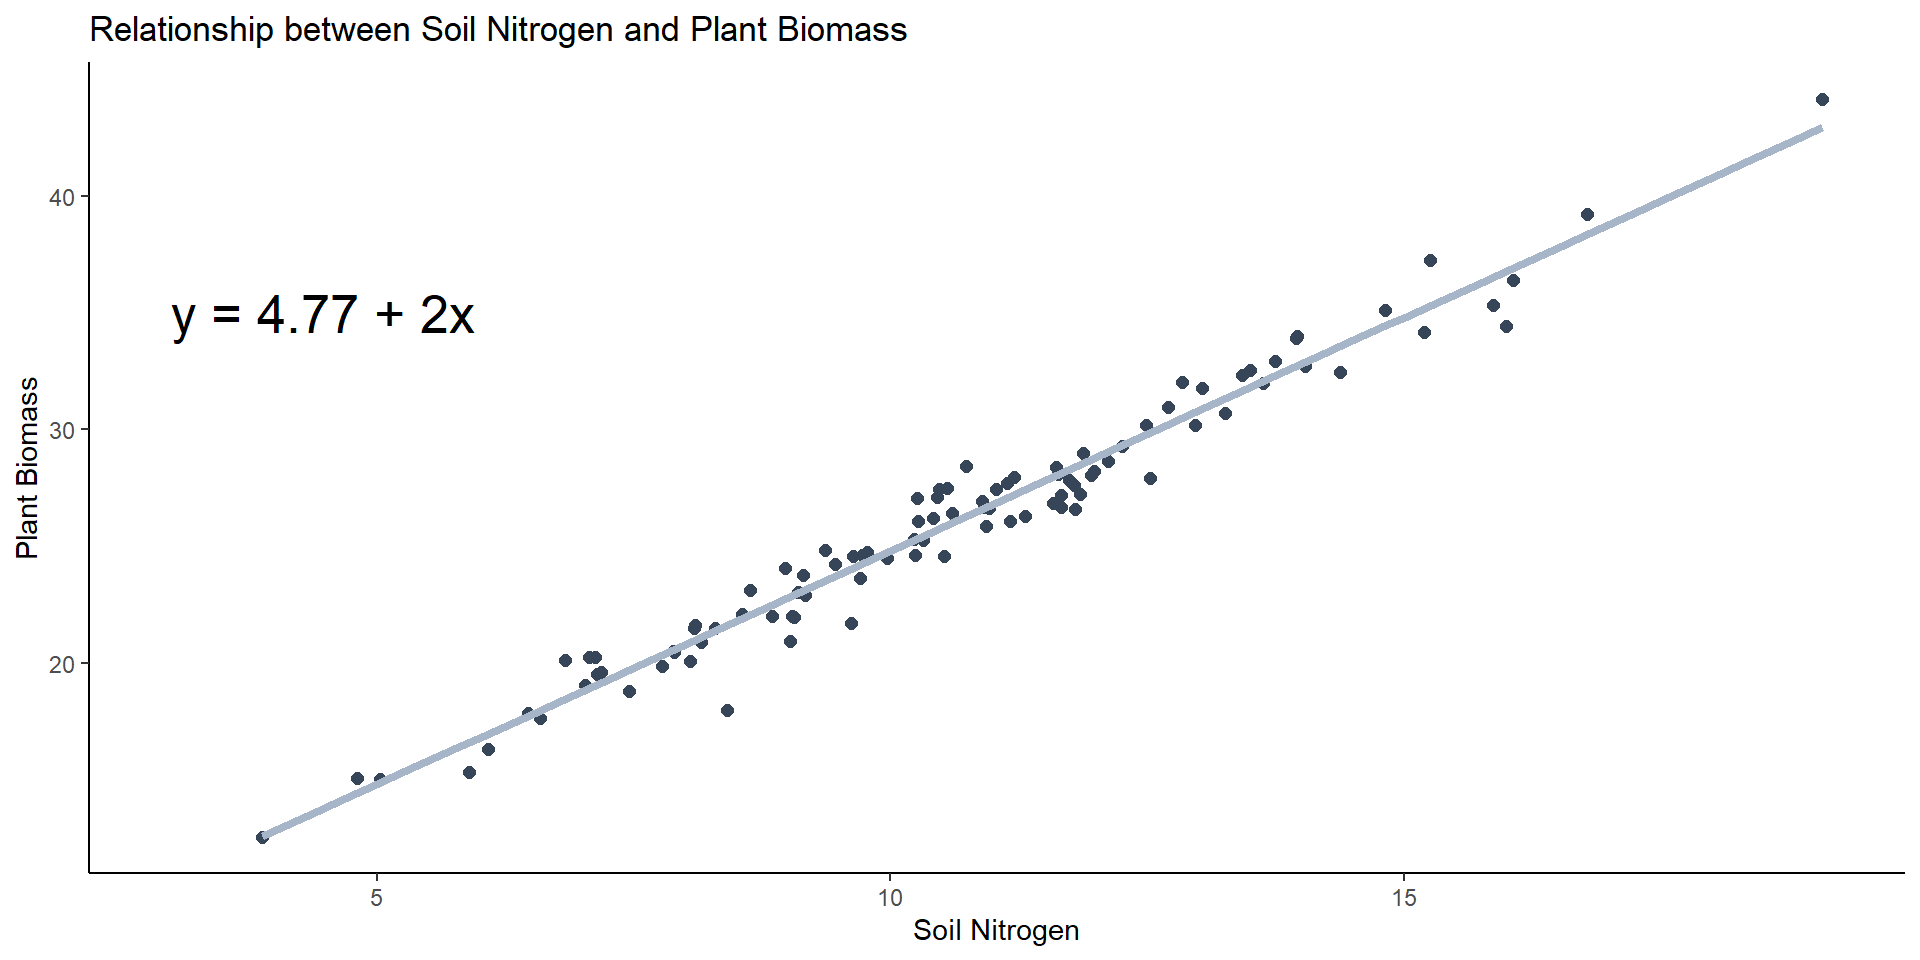 Relationship between Soil Nitrogen and Plant Biomass
40
30
20
y = 4.77 + 2x
Plant Biomass
5
10
15
Soil Nitrogen